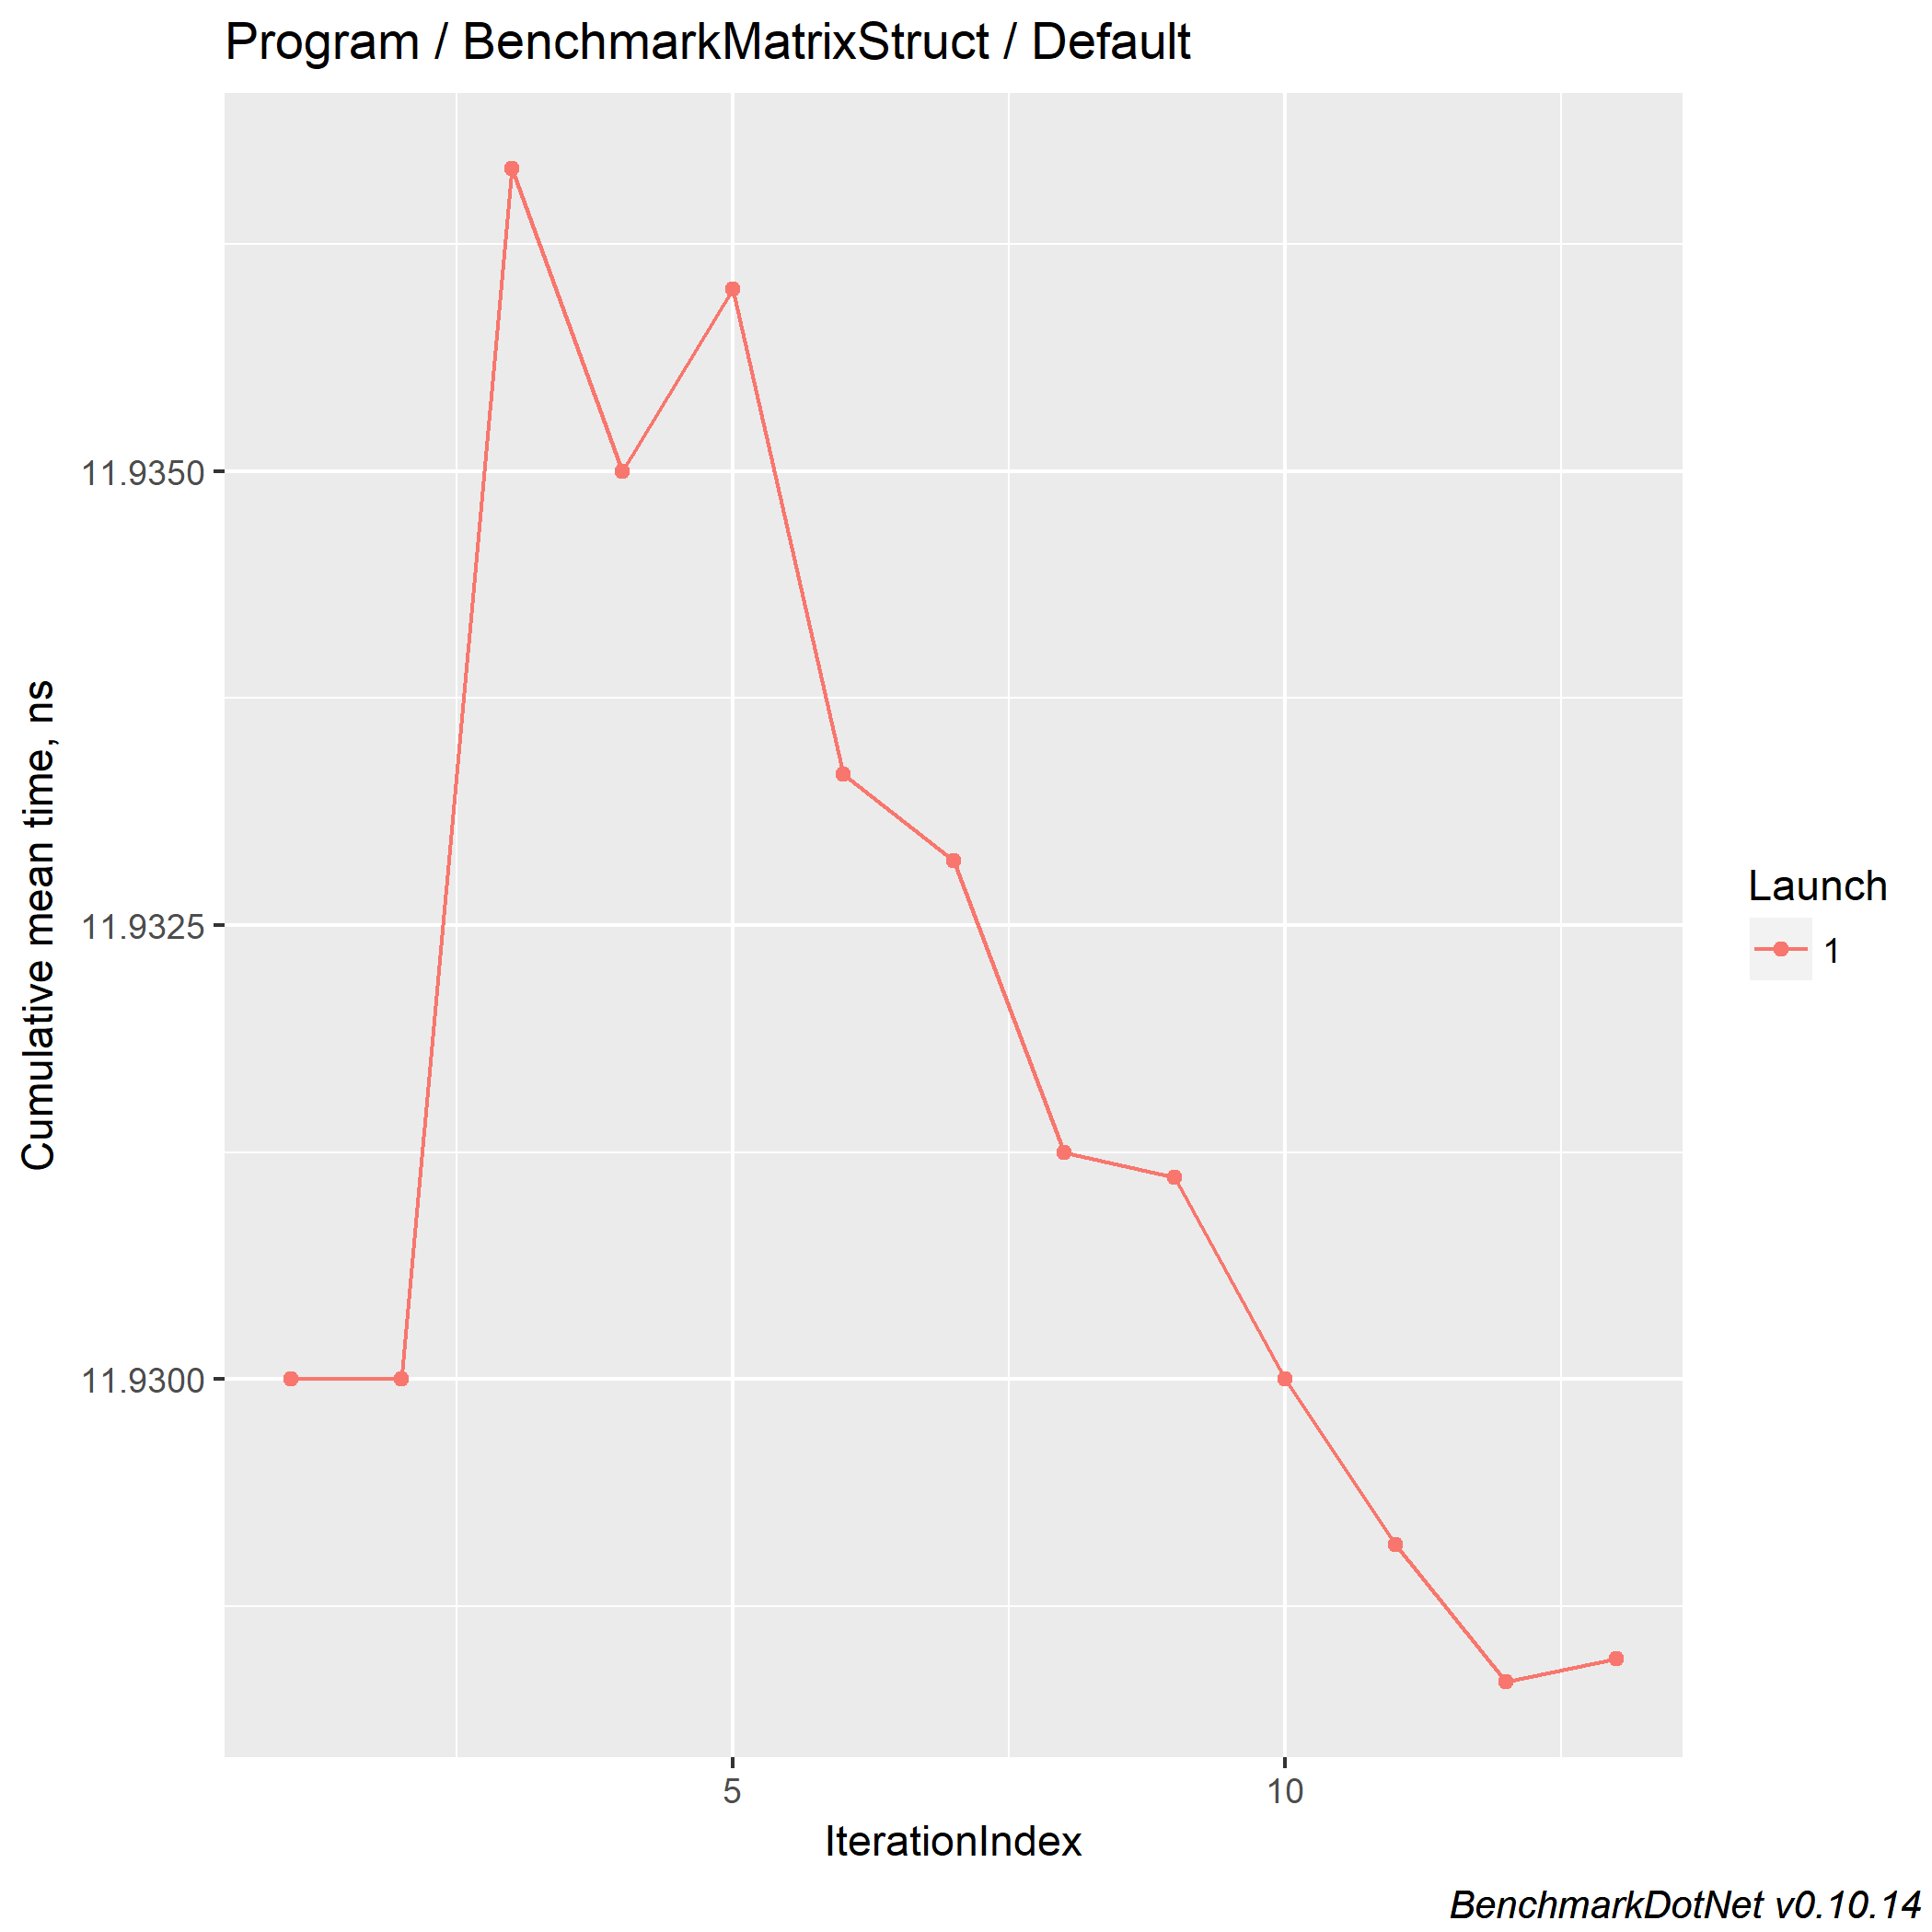 Program / BenchmarkMatrixStruct / Default
Cumulative mean time, ns
11.9350
11.9325
11.9300
5
10
IterationIndex
Launch
1
BenchmarkDotNet v0.10.14